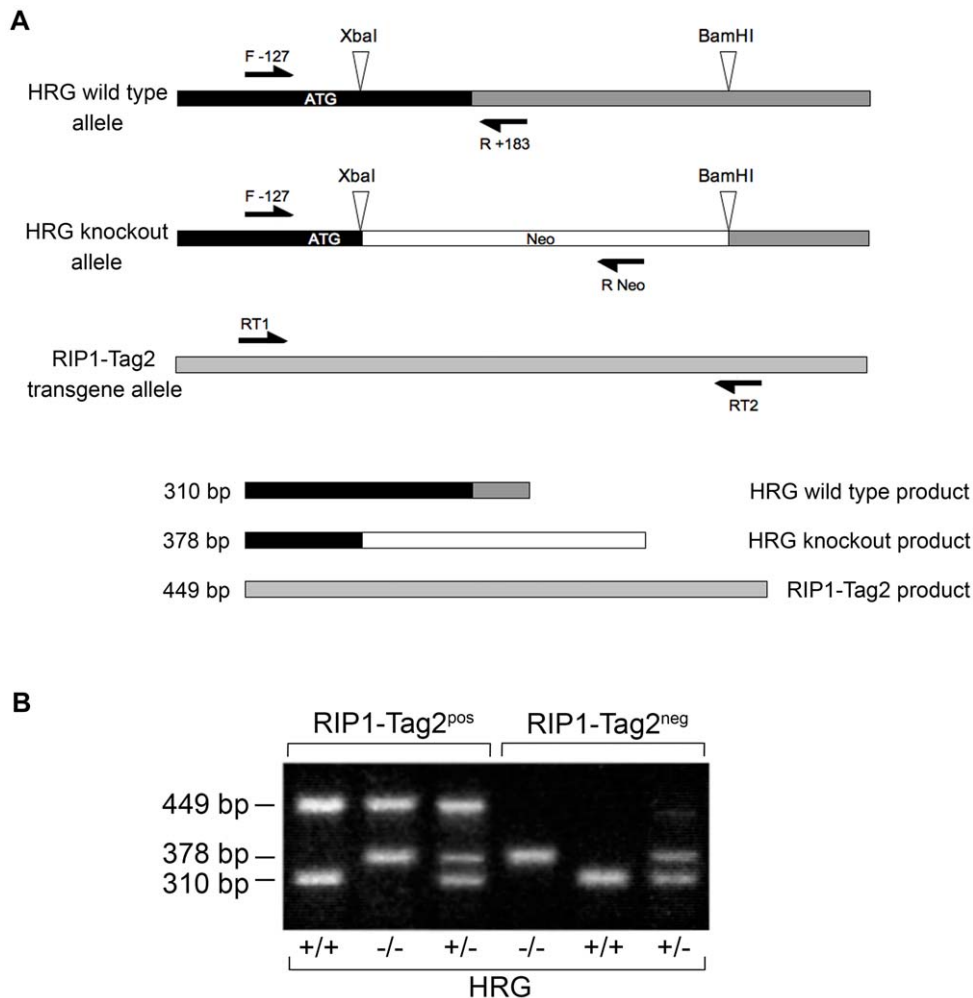 A
XbaI
BamHI
F -127
HRG wild type
allele
ATG
R +183
XbaI
BamHI
F -127
HRG knockout
allele
ATG
Neo
R Neo
RT1
RIP1-Tag2
transgene allele
RT2
310 bp
HRG wild type product
378 bp
HRG knockout product
449 bp
RIP1-Tag2 product
B
RIP1-Tag2pos
RIP1-Tag2neg
449 bp
378 bp
310 bp
+/+ -/- +/- -/- +/+ +/-
HRG